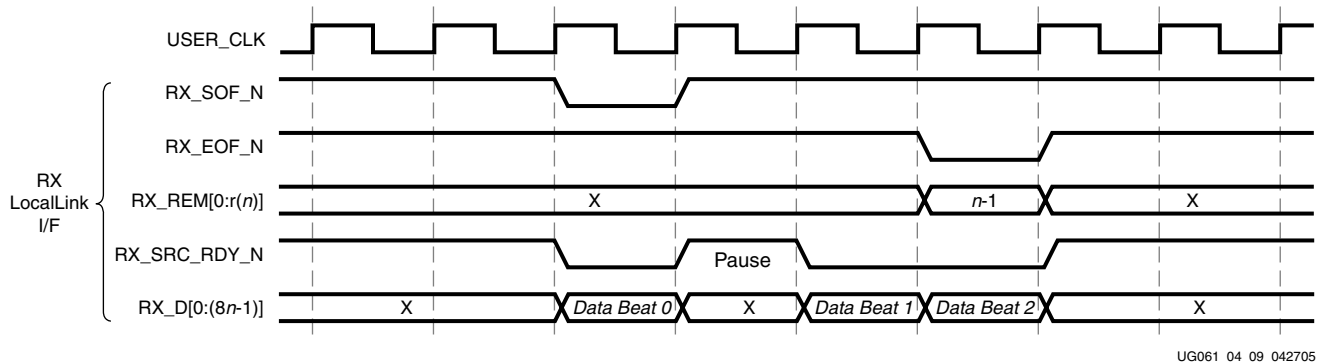 USER_CLK
RX_SOF_N
RX_EOF_N
RX
LocalLink
I/F
RX_REM[0:r(n)]
X
n-1
X
RX_SRC_RDY_N
Pause
RX_D[0:(8n-1)]
X
Data Beat 0
X
Data Beat 1
Data Beat 2
X
UG061_04_09_042705